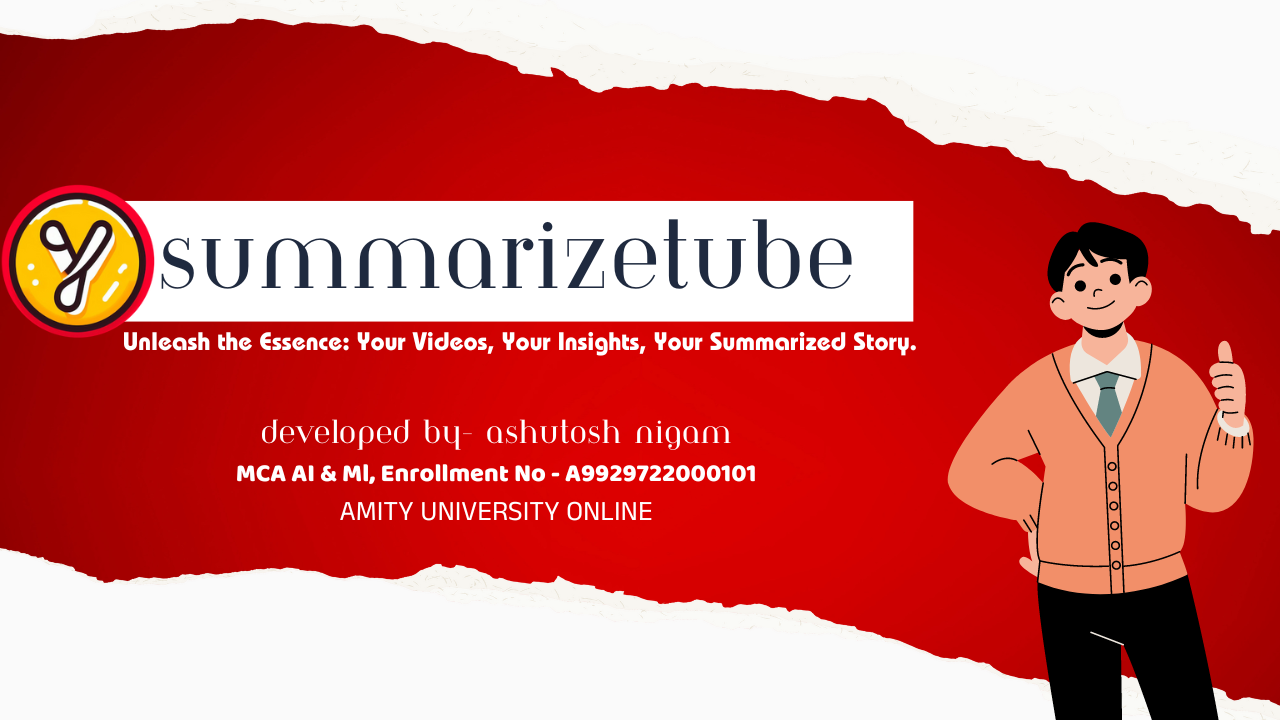 summarizetube
Unleash the Essence: Your Videos, Your Insights, Your Summarized Story.
developed by- ashutosh nigam
MCA AI & Ml, Enrollment No - A9929722000101
AMITY UNIVERSITY ONLINE